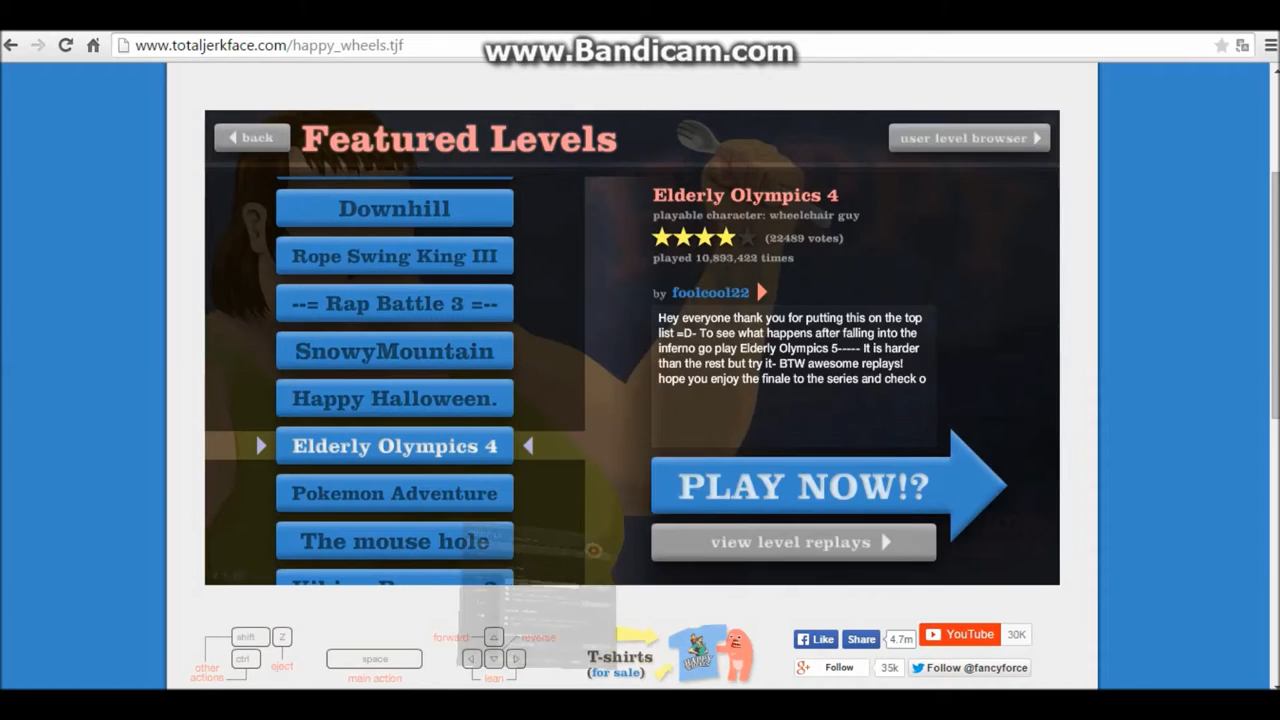 www.totaljerkface.com/happy_wheels.tjf
www.Bandicam.com
back
Featured Levels
user level browser
Downhill
Rope Swing King III
--= Rap Battle 3 =--
SnowyMountain
Happy Halloween.
Elderly Olympics 4
Pokemon Adventure
The mouse hole
Elderly Olympics 4
playable character: wheelchair guy
(22489 votes)
played 10,893,422 times
by foolcool22
Hey everyone thank you for putting this on the top
list =D- To see what happens after falling into the
inferno go play Elderly Olympics 5----- It is harder
than the rest but try it- BTW awesome replays!
hope you enjoy the finale to the series and check o
PLAY NOW!?
view level replays
shift
Z
ctrl
eject
other
actions
space
main action
forward
reverse
lean
T-shirts
(for sale)
Like
Share
4.7m
YouTube
30K
Follow
35k
Follow @fancyforce